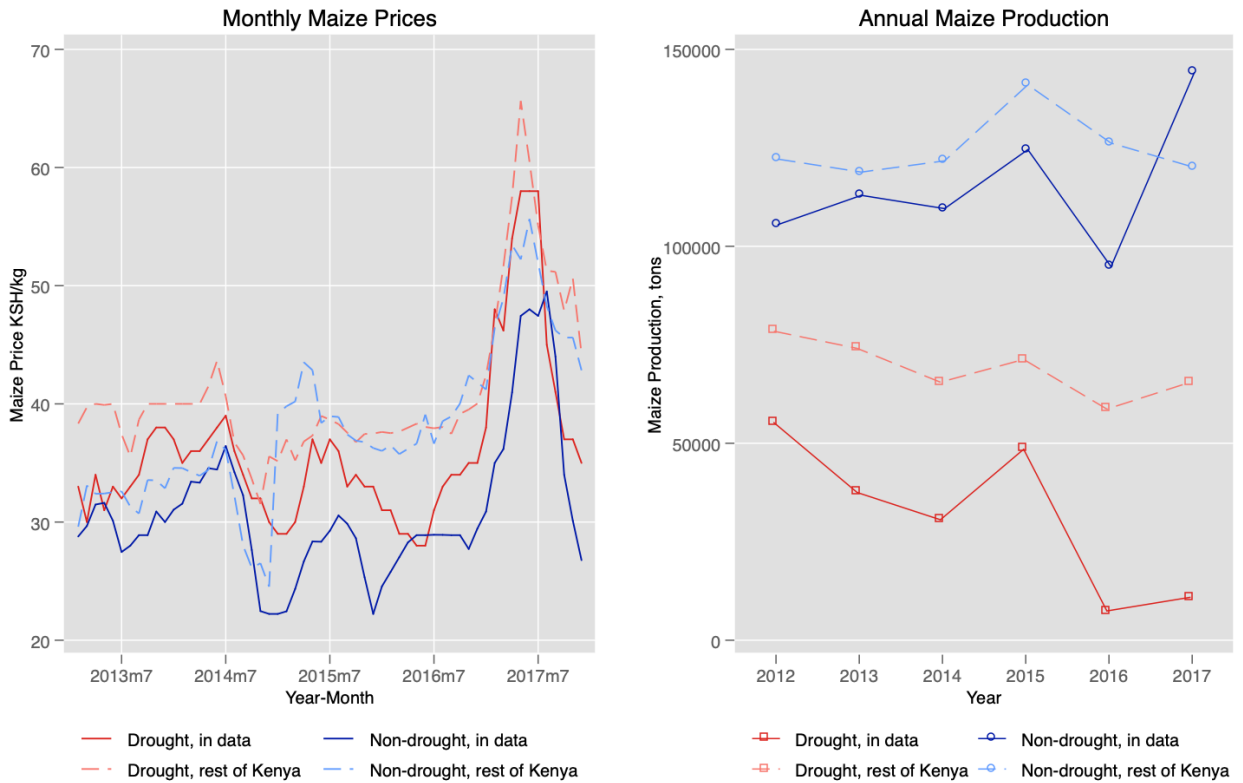 Monthly Maize Prices
Maize Price KSH/kg
70
60
50
40
30
20
2013m7 2014m7 2015m7 2016m7 2017m7
Year-Month
Drought, in data Non-drought, in data
Drought, rest of Kenya Non-drought, rest of Kenya
Annual Maize Production
Maize Production, tons
150000
100000
50000
0
2012 2013 2014 2015 2016 2017
Year
Drought, in data Non-drought, in data
Drought, rest of Kenya Non-drought, rest of Kenya